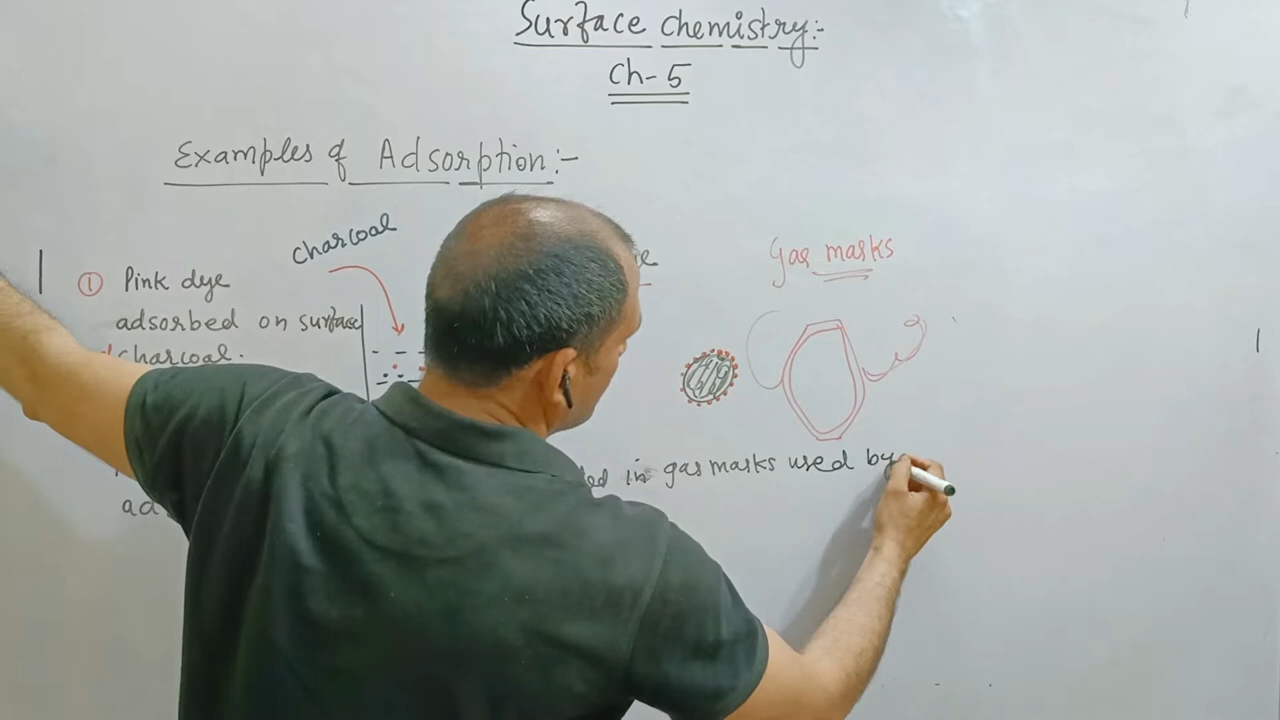 Surface chemistry:-
Ch-5
Examples of Adsorption:-
charcoal
gas masks
① Pink dye
adsorbed on surface
charcoal.
in gas masks used by